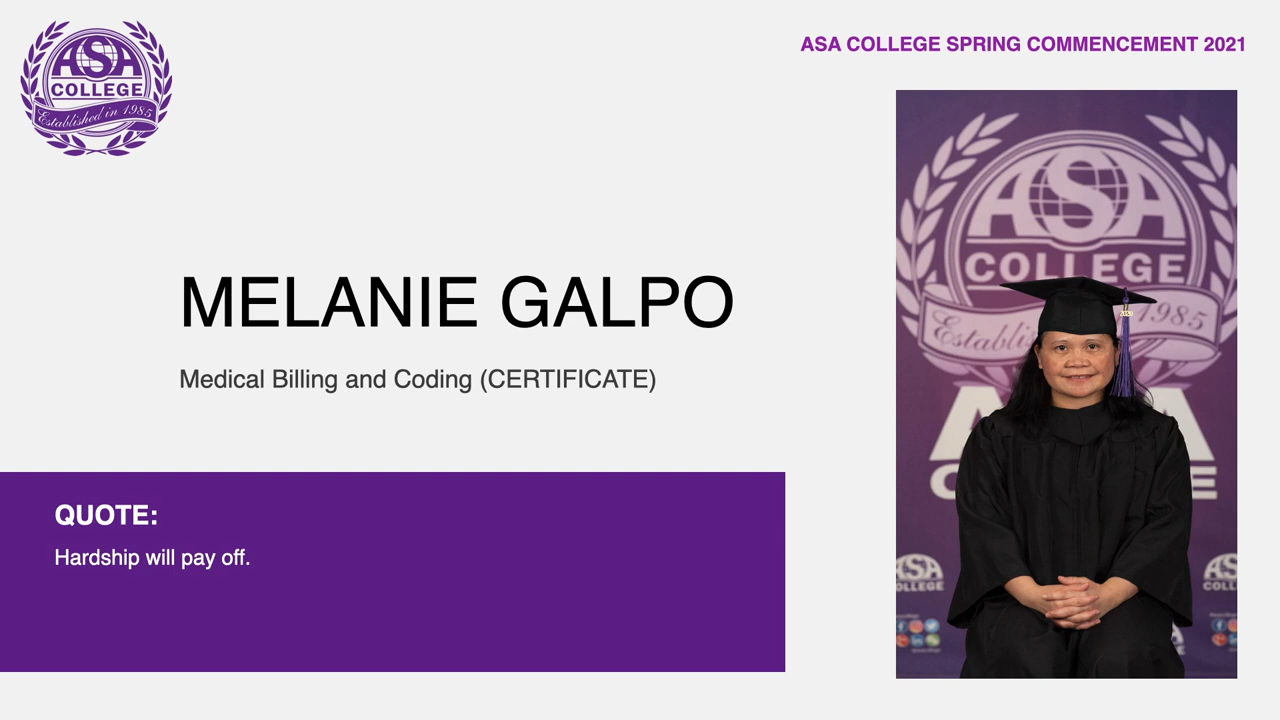 ASA
COLLEGE
Established in 1985
ASA COLLEGE SPRING COMMENCEMENT 2021
MELANIE GALPO
Medical Billing and Coding (CERTIFICATE)
QUOTE:
Hardship will pay off.
ASA
COLLEGE
1985